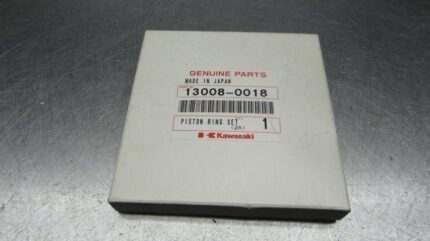 GENUINE PARTS
MADE IN JAPAN
13008-0018
PISTON RING SET 1
(2A)
Kawasaki